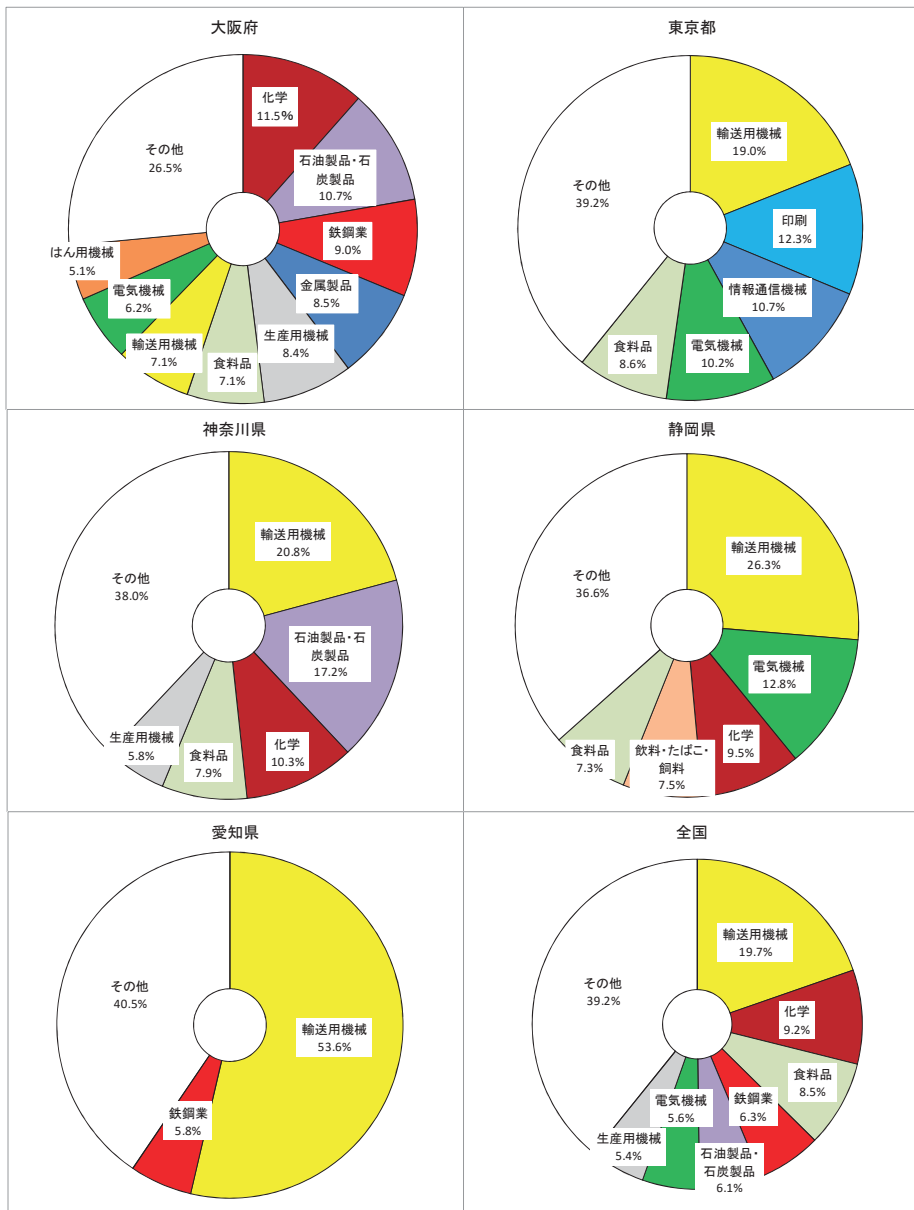 大阪府
化学
11.5%
石油製品・石
炭製品
10.7%
鉄鋼業
9.0%
金属製品
8.5%
生産用機械
8.4%
食料品
7.1%
輸送用機械
7.1%
電気機械
6.2%
はん用機械
5.1%
その他
26.5%
東京都
輸送用機械
19.0%
印刷
12.3%
情報通信機械
10.7%
電気機械
10.2%
食料品
8.6%
その他
39.2%
神奈川県
輸送用機械
20.8%
石油製品・石
炭製品
17.2%
化学
10.3%
食料品
7.9%
生産用機械
5.8%
その他
38.0%
静岡県
輸送用機械
26.3%
電気機械
12.8%
化学
9.5%
飲料・たばこ・
飼料
7.5%
食料品
7.3%
その他
36.6%
愛知県
輸送用機械
53.6%
鉄鋼業
5.8%
その他
40.5%
全国
輸送用機械
19.7%
化学
9.2%
食料品
8.5%
鉄鋼業
6.3%
石油製品・
石炭製品
6.1%
電気機械
5.6%
生産用機械
5.4%
その他
39.2%